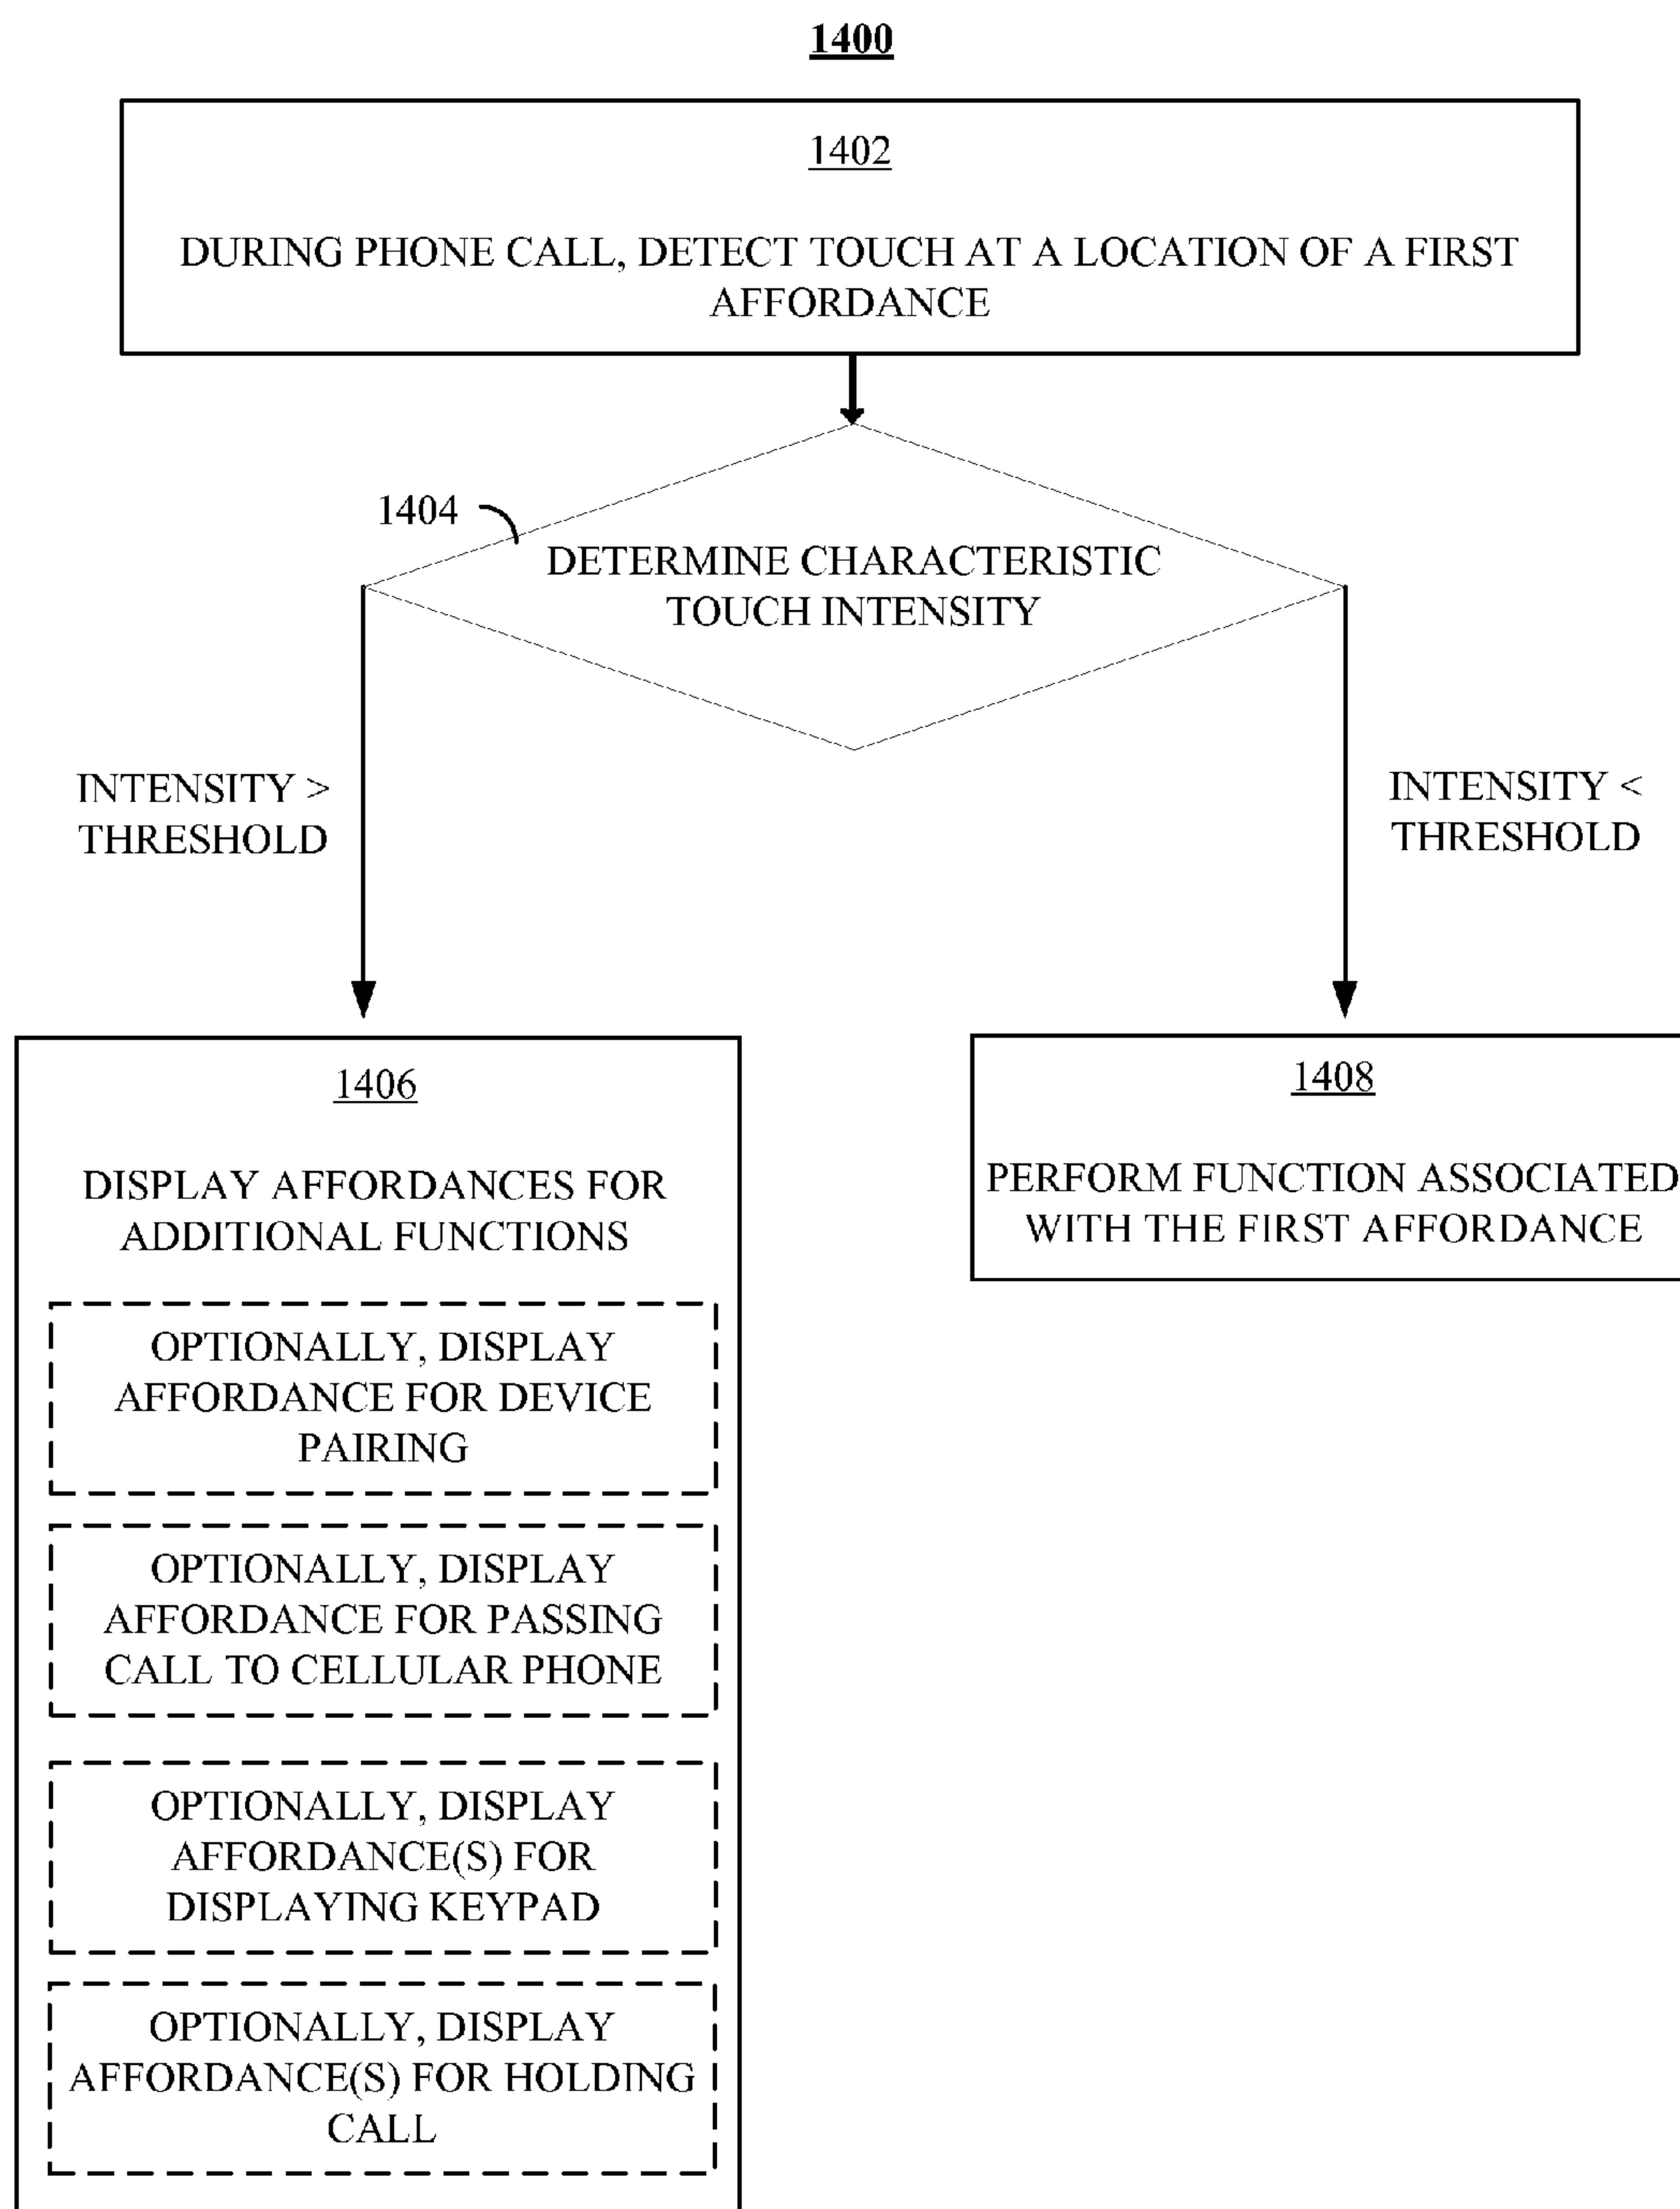 1400
1402
DURING PHONE CALL, DETECT TOUCH AT A LOCATION OF A FIRST
AFFORDANCE
1404
DETERMINE CHARACTERISTIC
TOUCH INTENSITY
INTENSITY >
THRESHOLD
INTENSITY <
THRESHOLD
1406
DISPLAY AFFORDANCES FOR
ADDITIONAL FUNCTIONS
OPTIONALLY, DISPLAY
AFFORDANCE FOR DEVICE
PAIRING
OPTIONALLY, DISPLAY
AFFORDANCE FOR PASSING
CALL TO CELLULAR PHONE
OPTIONALLY, DISPLAY
AFFORDANCE(S) FOR
DISPLAYING KEYPAD
OPTIONALLY, DISPLAY
AFFORDANCE(S) FOR HOLDING
CALL
1408
PERFORM FUNCTION ASSOCIATED
WITH THE FIRST AFFORDANCE